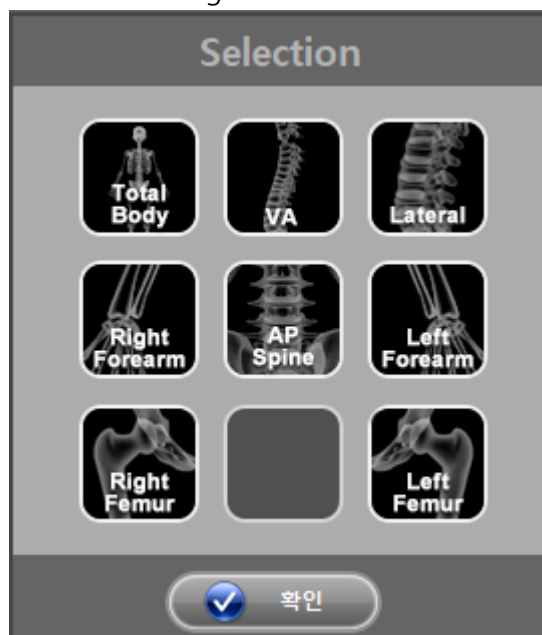 Selection
Total
Body
VA
Lateral
Right
Forearm
AP
Spine
Left
Forearm
Right
Femur
Left
Femur
확인